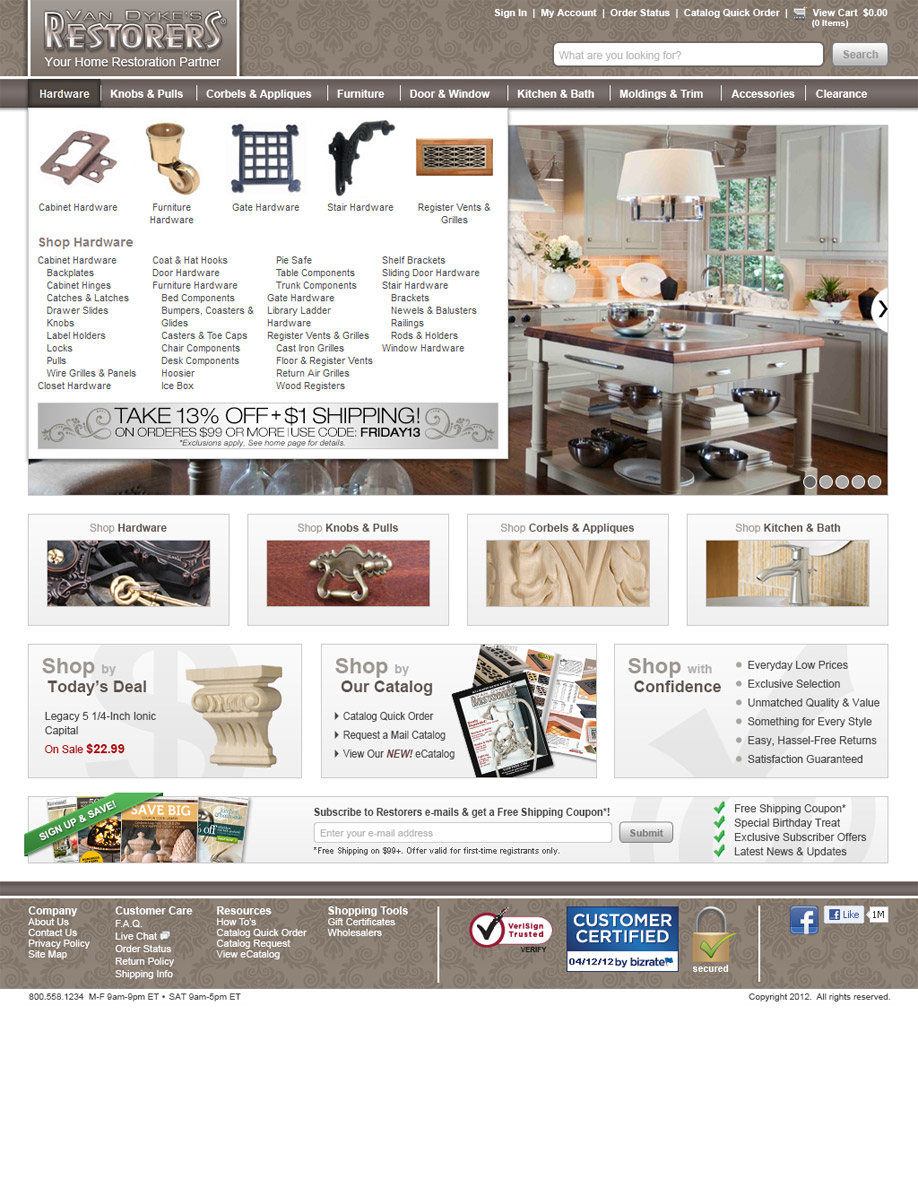 VAN DYKE'S
RESTORERS®
Your Home Restoration Partner
Sign In | My Account | Order Status | Catalog Quick Order | View Cart $0.00
(0 Items)
What are you looking for?
Search
Hardware
Knobs & Pulls
Corbels & Appliques
Furniture
Door & Window
Kitchen & Bath
Moldings & Trim
Accessories
Clearance
Cabinet Hardware
Furniture
Hardware
Gate Hardware
Stair Hardware
Register Vents &
Grilles
Shop Hardware
Cabinet Hardware
Backplates
Cabinet Hinges
Catches & Latches
Drawer Slides
Knobs
Label Holders
Locks
Pulls
Wire Grilles & Panels
Closet Hardware
Coat & Hat Hooks
Door Hardware
Furniture Hardware
Bed Components
Bumpers, Coasters &
Glides
Casters & Toe Caps
Chair Components
Desk Components
Hoosier
Ice Box
Pie Safe
Table Components
Trunk Components
Gate Hardware
Library Ladder
Hardware
Register Vents & Grilles
Cast Iron Grilles
Floor & Register Vents
Return Air Grilles
Wood Registers
Shelf Brackets
Sliding Door Hardware
Stair Hardware
Brackets
Newels & Balusters
Railings
Rods & Holders
Window Hardware
TAKE 13% OFF + $1 SHIPPING!
ON ORDERES $99 OR MORE | USE CODE: FRIDAY13
*Exclusions apply, See home page for details.
Shop Hardware
Shop Knobs & Pulls
Shop Corbels & Appliques
Shop Kitchen & Bath
Shop by
Today's Deal
Legacy 5 1/4-Inch Ionic
Capital
On Sale $22.99
Shop by
Our Catalog
Catalog Quick Order
Request a Mail Catalog
View Our NEW! eCatalog
RESTORERS
Shop with
Confidence
Everyday Low Prices
Exclusive Selection
Unmatched Quality & Value
Something for Every Style
Easy, Hassel-Free Returns
Satisfaction Guaranteed
SIGN UP & SAVE!
SAVE BIG
Subscribe to Restorers e-mails & get a Free Shipping Coupon*!
Enter your e-mail address
Submit
*Free Shipping on $99+. Offer valid for first-time registrants only.
Free Shipping Coupon*
Special Birthday Treat
Exclusive Subscriber Offers
Latest News & Updates
Company
About Us
Contact Us
Privacy Policy
Site Map
Customer Care
F.A.Q.
Live Chat
Order Status
Return Policy
Shipping Info
Resources
How To's
Catalog Quick Order
Catalog Request
View eCatalog
Shopping Tools
Gift Certificates
Wholesalers
VeriSign
Trusted
VERIFY
CUSTOMER
CERTIFIED
04/12/12 by bizrate
secured
f
f Like
1M
800.558.1234 M-F 9am-9pm ET • SAT 9am-5pm ET
Copyright 2012. All rights reserved.